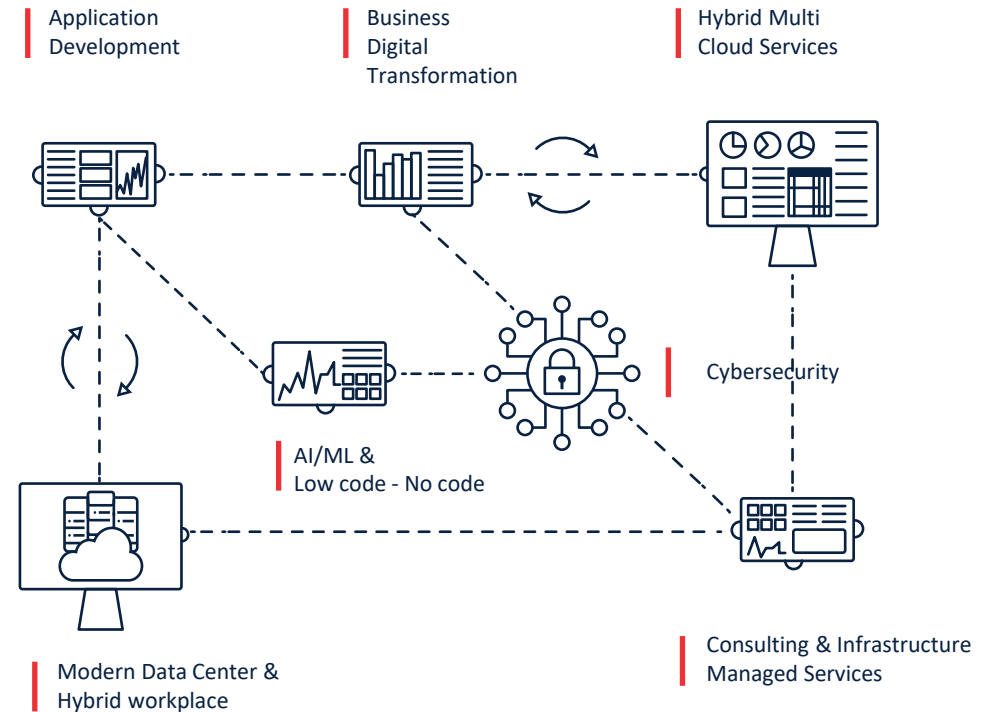 Application
Development
Business
Digital
Transformation
Hybrid Multi
Cloud Services
Cybersecurity
AI/ML &
Low code - No code
Consulting & Infrastructure
Managed Services
Modern Data Center &
Hybrid workplace